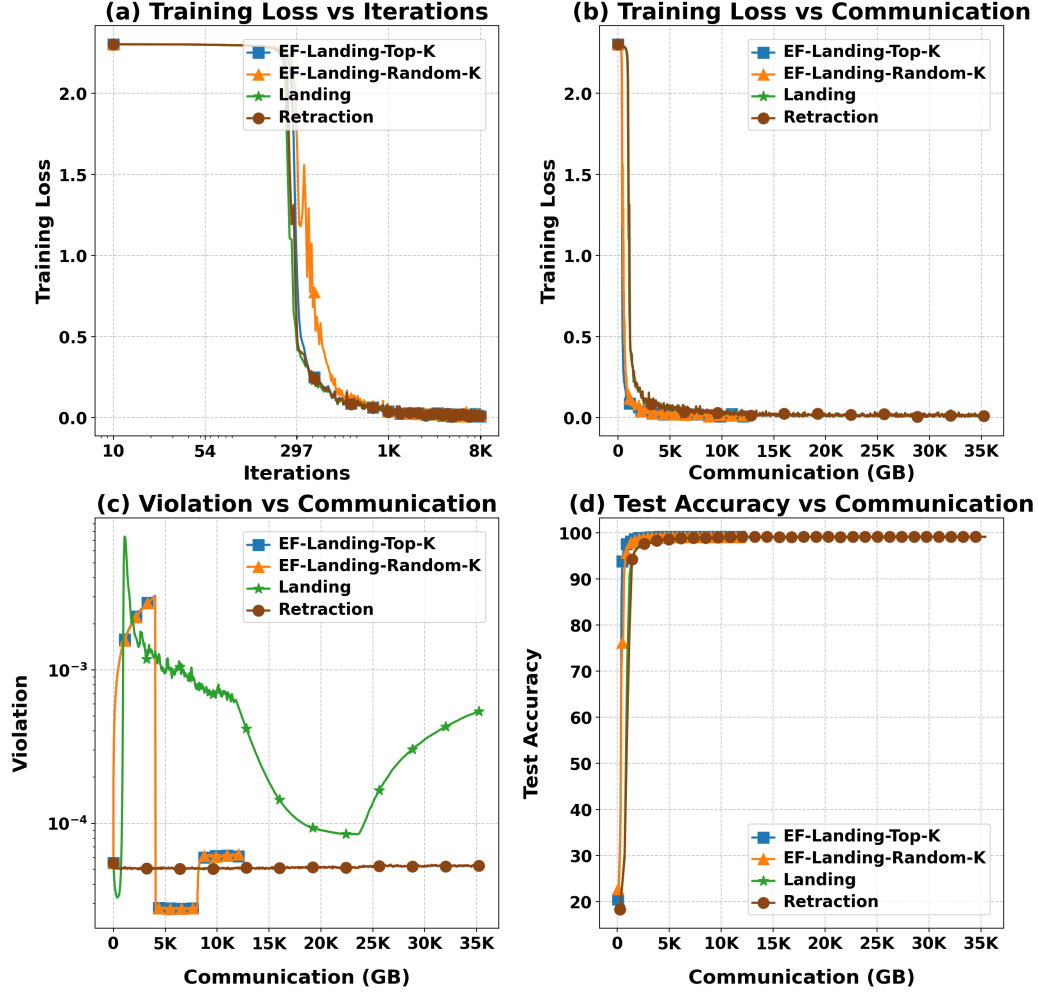 (a) Training Loss vs Iterations
Training Loss
2.0
1.5
1.0
0.5
0.0
EF-Landing-Top-K
EF-Landing-Random-K
Landing
Retraction
10 54 297 1K 8K
Iterations
(b) Training Loss vs Communication
Training Loss
2.0
1.5
1.0
0.5
0.0
EF-Landing-Top-K
EF-Landing-Random-K
Landing
Retraction
0 5K 10K 15K 20K 25K 30K 35K
Communication (GB)
(c) Violation vs Communication
Violation
10⁻³
10⁻⁴
EF-Landing-Top-K
EF-Landing-Random-K
Landing
Retraction
0 5K 10K 15K 20K 25K 30K 35K
Communication (GB)
(d) Test Accuracy vs Communication
Test Accuracy
100
90
80
70
60
50
40
30
20
EF-Landing-Top-K
EF-Landing-Random-K
Landing
Retraction
0 5K 10K 15K 20K 25K 30K 35K
Communication (GB)